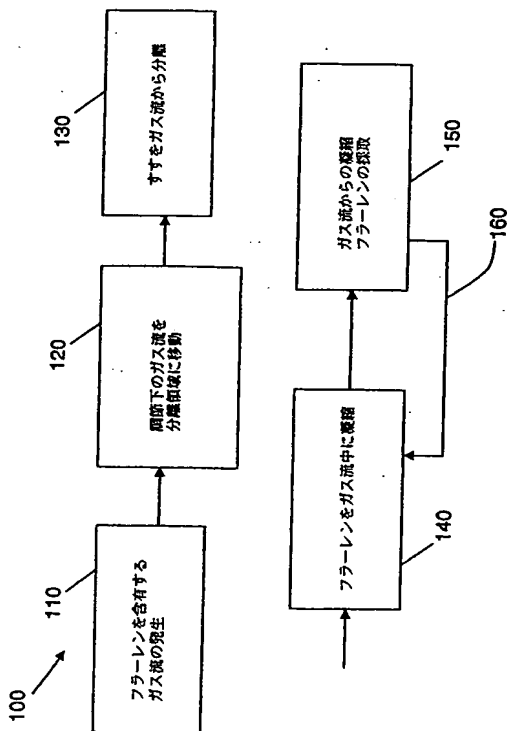 100
110
フラーレンを含有する
ガス流の発生
120
調節下のガス流を
分離領域に移動
130
すすをガス流から分離
140
フラーレンをガス流中に凝縮
150
ガス流からの凝縮
フラーレンの採取
160